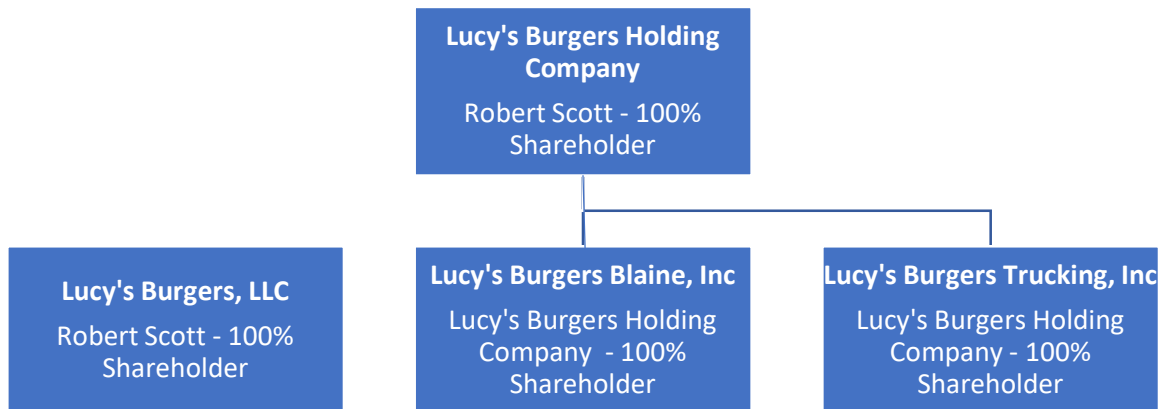 Lucy's Burgers Holding
Company
Robert Scott - 100%
Shareholder
Lucy's Burgers, LLC
Robert Scott - 100%
Shareholder
Lucy's Burgers Blaine, Inc
Lucy's Burgers Holding
Company - 100%
Shareholder
Lucy's Burgers Trucking, Inc
Lucy's Burgers Holding
Company - 100%
Shareholder